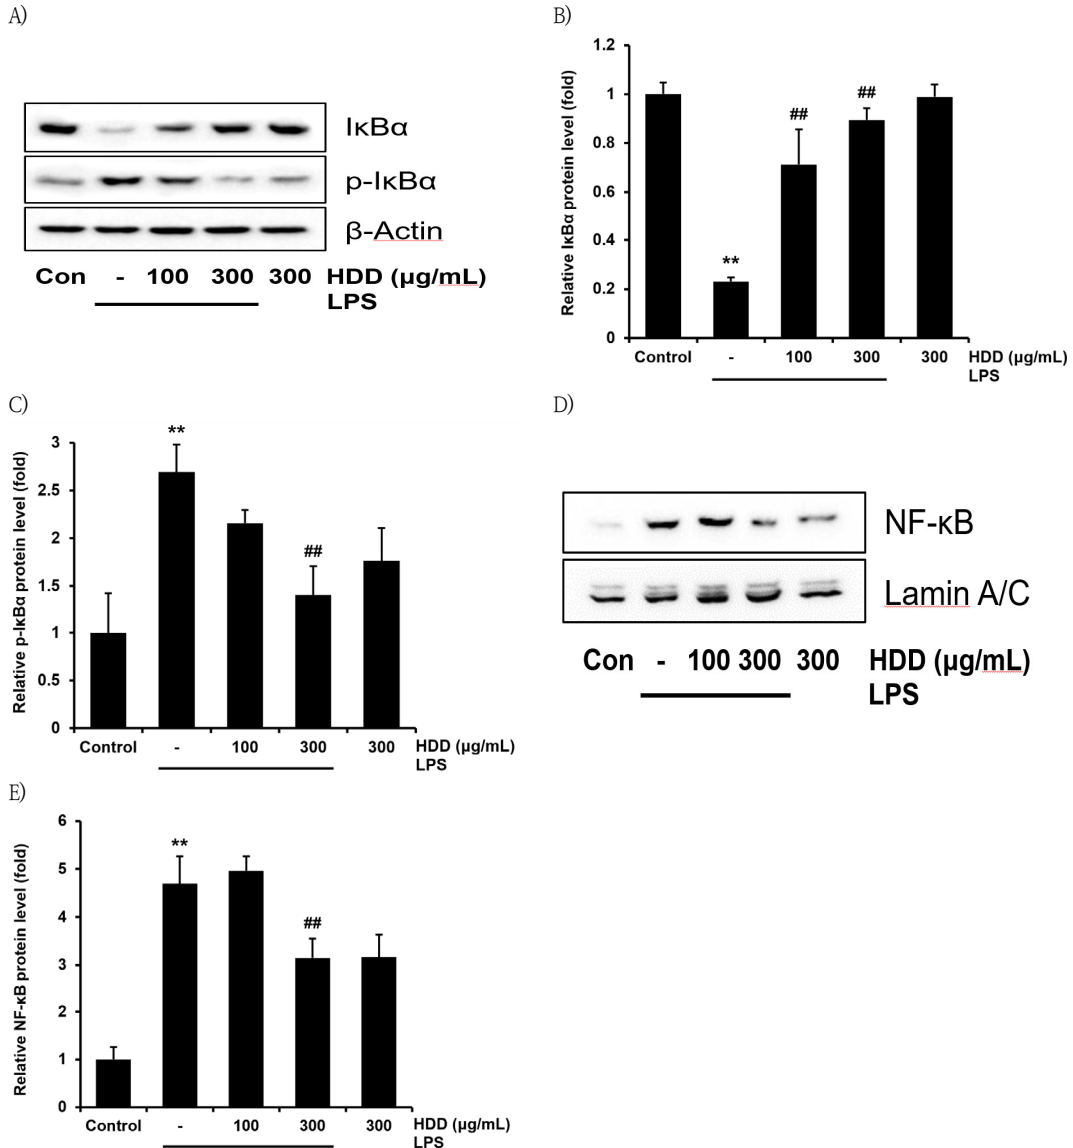 A)
IκBα
p-IκBα
β-Actin
Con - 100 300 300 HDD (µg/mL)
LPS
B)
Relative IκBα protein level (fold)
1.2
1
0.8
0.6
0.4
0.2
0
**
##
##
Control - 100 300 300 HDD (µg/mL)
LPS
C)
Relative p-IκBα protein level (fold)
3
2.5
2
1.5
1
0.5
0
**
##
Control - 100 300 300 HDD (µg/mL)
LPS
D)
NF-κB
Lamin A/C
Con - 100 300 300 HDD (µg/mL)
LPS
E)
Relative NF-κB protein level (fold)
6
5
4
3
2
1
0
**
##
Control - 100 300 300 HDD (µg/mL)
LPS